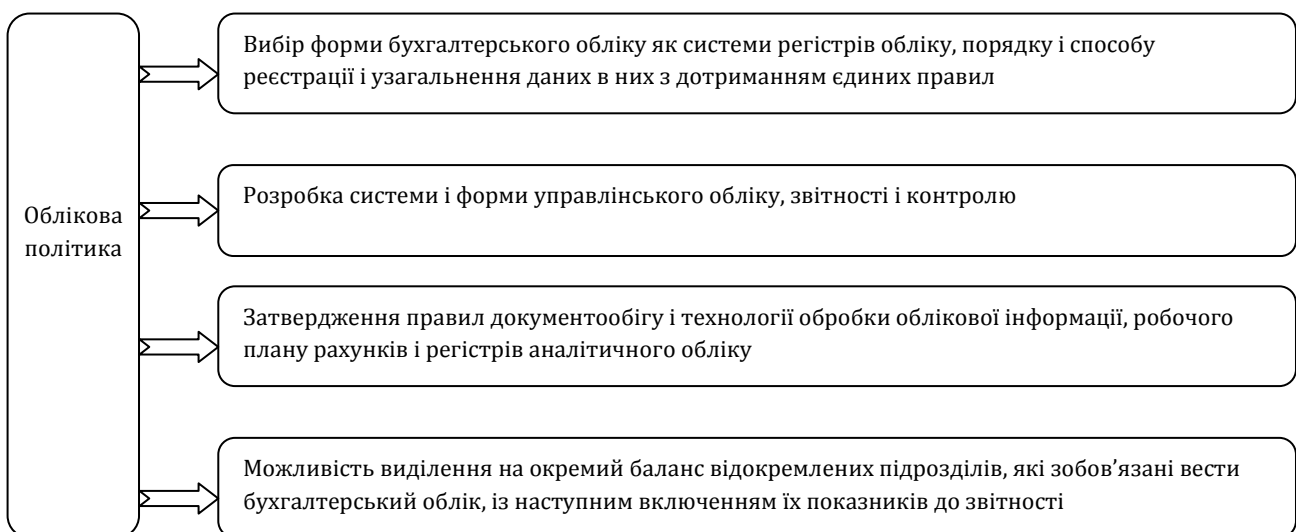 Вибір форми бухгалтерського обліку як системи регістрів обліку, порядку і способу
реєстрації і узагальнення даних в них з дотриманням єдиних правил
Розробка системи і форми управлінського обліку, звітності і контролю
Облікова
політика
Затвердження правил документообігу і технології обробки облікової інформації, робочого
плану рахунків і регістрів аналітичного обліку
Можливість виділення на окремий баланс відокремлених підрозділів, які зобов’язані вести
бухгалтерський облік, із наступним включенням їх показників до звітності